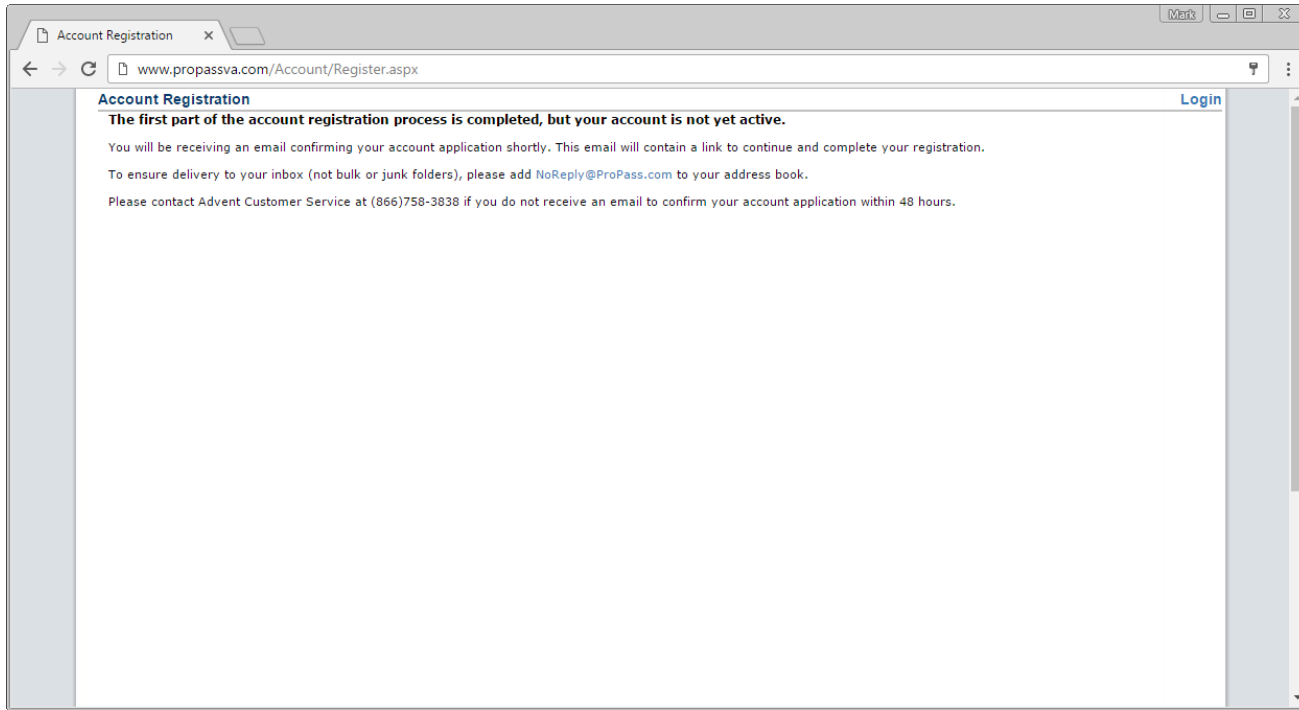 Mark
Account Registration
www.propassva.com/Account/Register.aspx
Account Registration Login
The first part of the account registration process is completed, but your account is not yet active.
You will be receiving an email confirming your account application shortly. This email will contain a link to continue and complete your registration.
To ensure delivery to your inbox (not bulk or junk folders), please add NoReply@ProPass.com to your address book.
Please contact Advent Customer Service at (866)758-3838 if you do not receive an email to confirm your account application within 48 hours.